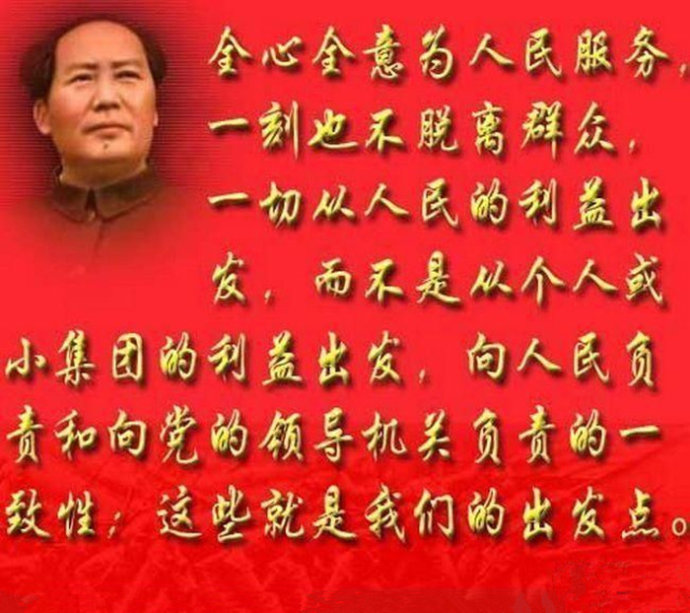 全心全意为人民服务，
一刻也不脱离群众，
一切从人民的利益出
发，而不是从个人或
小集团的利益出发，向人民负
责和向党的领导机关负责的一
致性；这些就是我们的出发点。